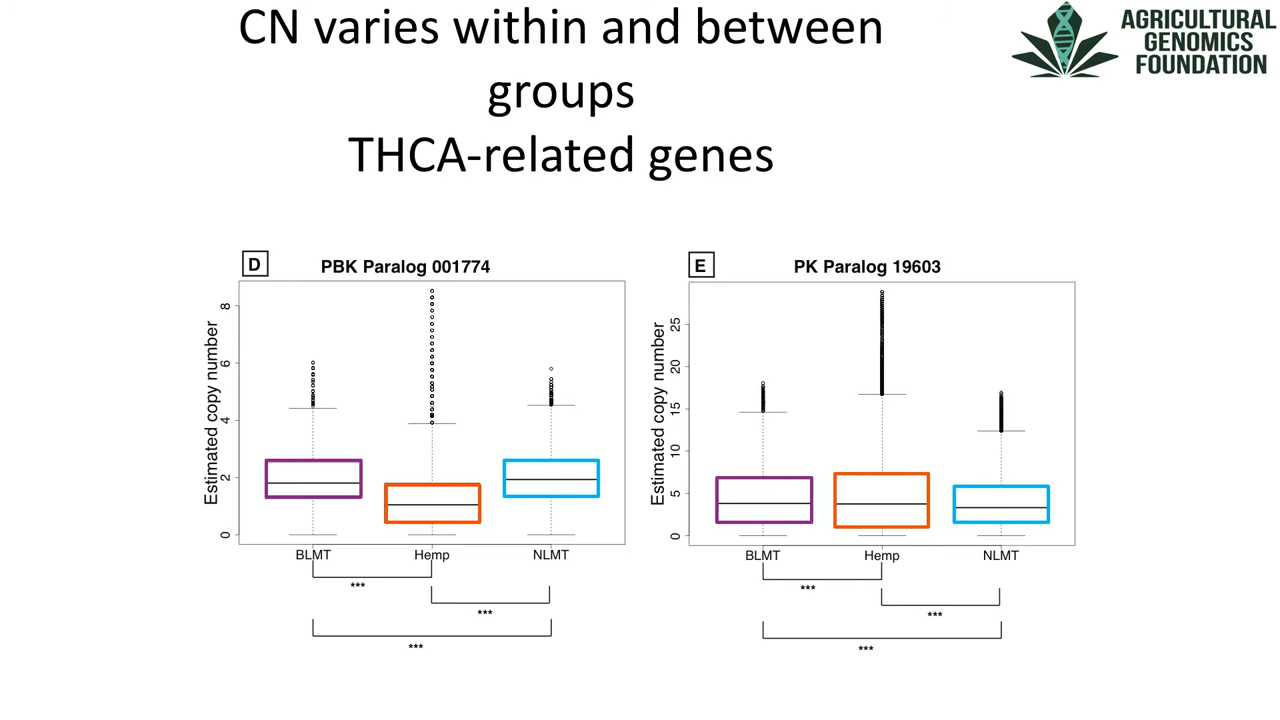 CN varies within and between
groups
THCA-related genes
AGRICULTURAL
GENOMICS
FOUNDATION
D
PBK Paralog 001774
Estimated copy number
8
6
4
2
0
BLMT
Hemp
NLMT
***
***
***
E
PK Paralog 19603
Estimated copy number
25
20
15
10
5
0
BLMT
Hemp
NLMT
***
***
***